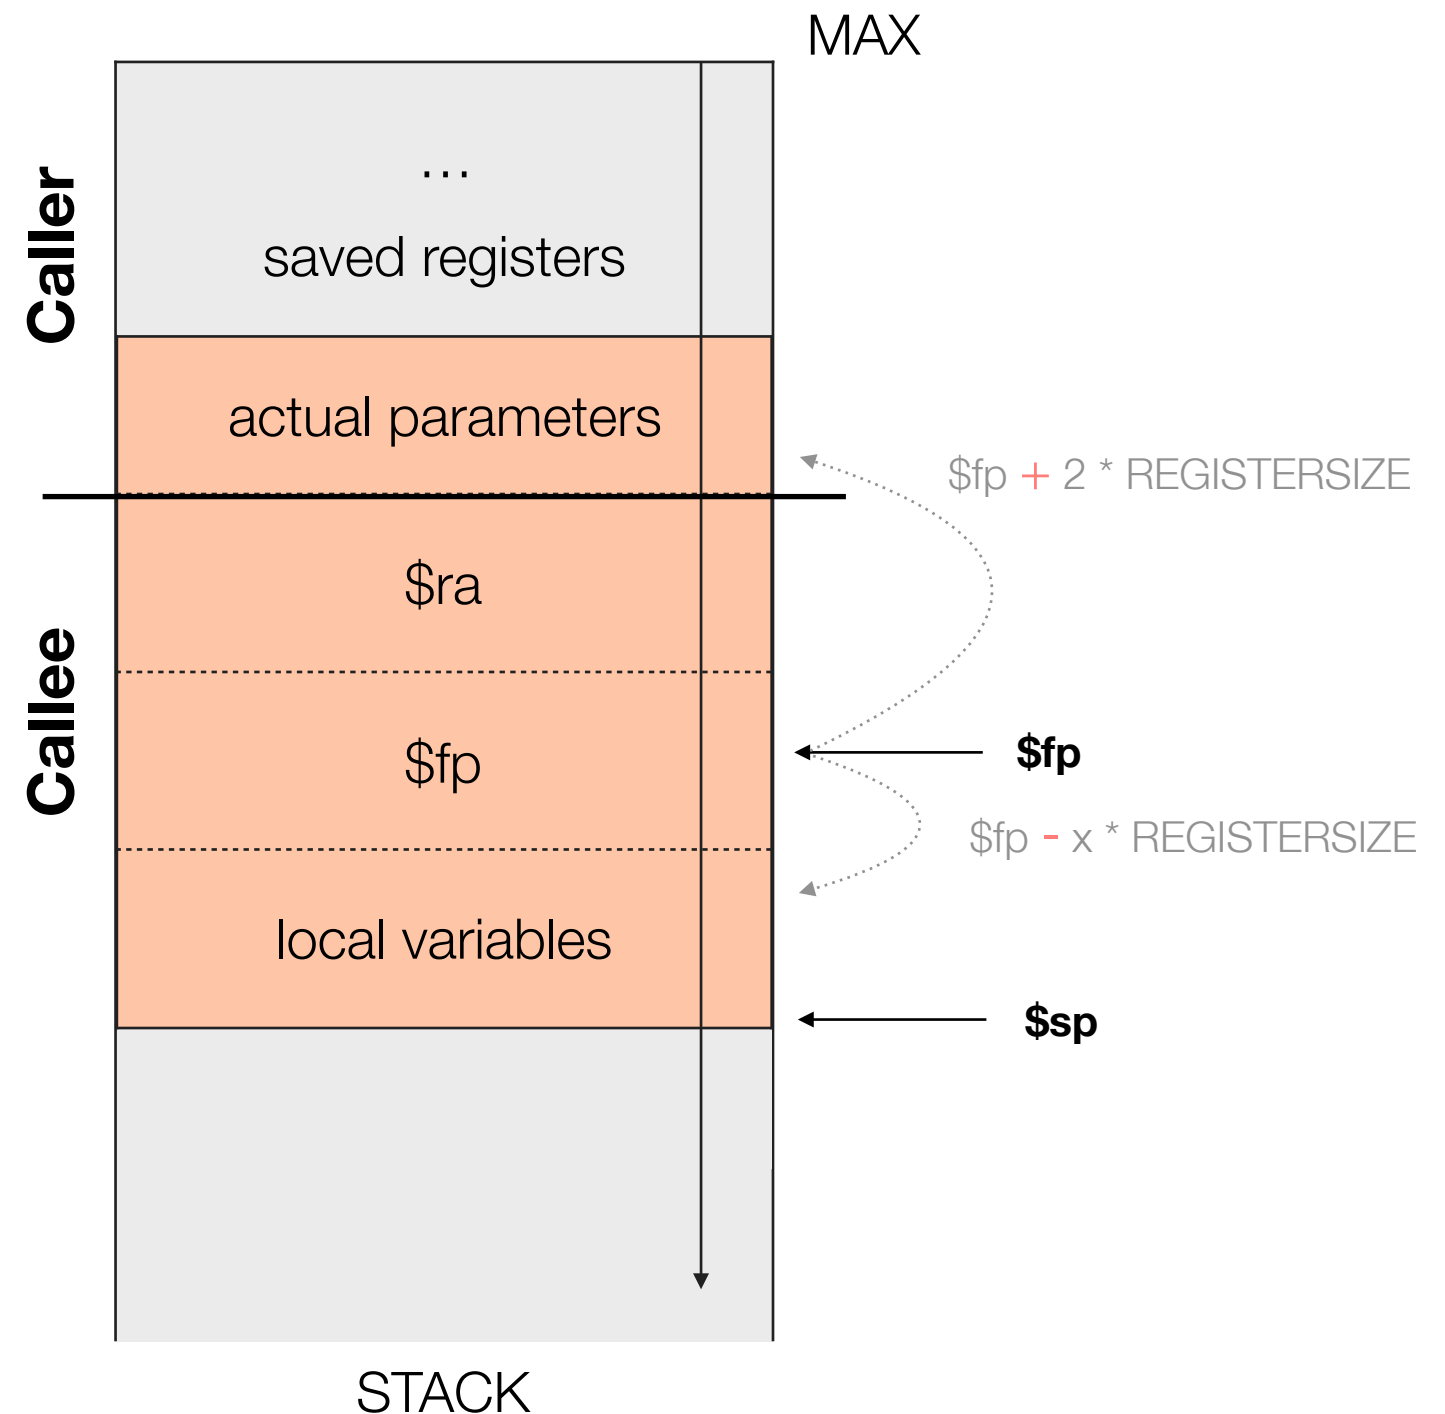 MAX
Caller
…
saved registers
actual parameters
$fp + 2 * REGISTERSIZE
$ra
Callee
$fp
$fp
$fp - x * REGISTERSIZE
local variables
$sp
STACK